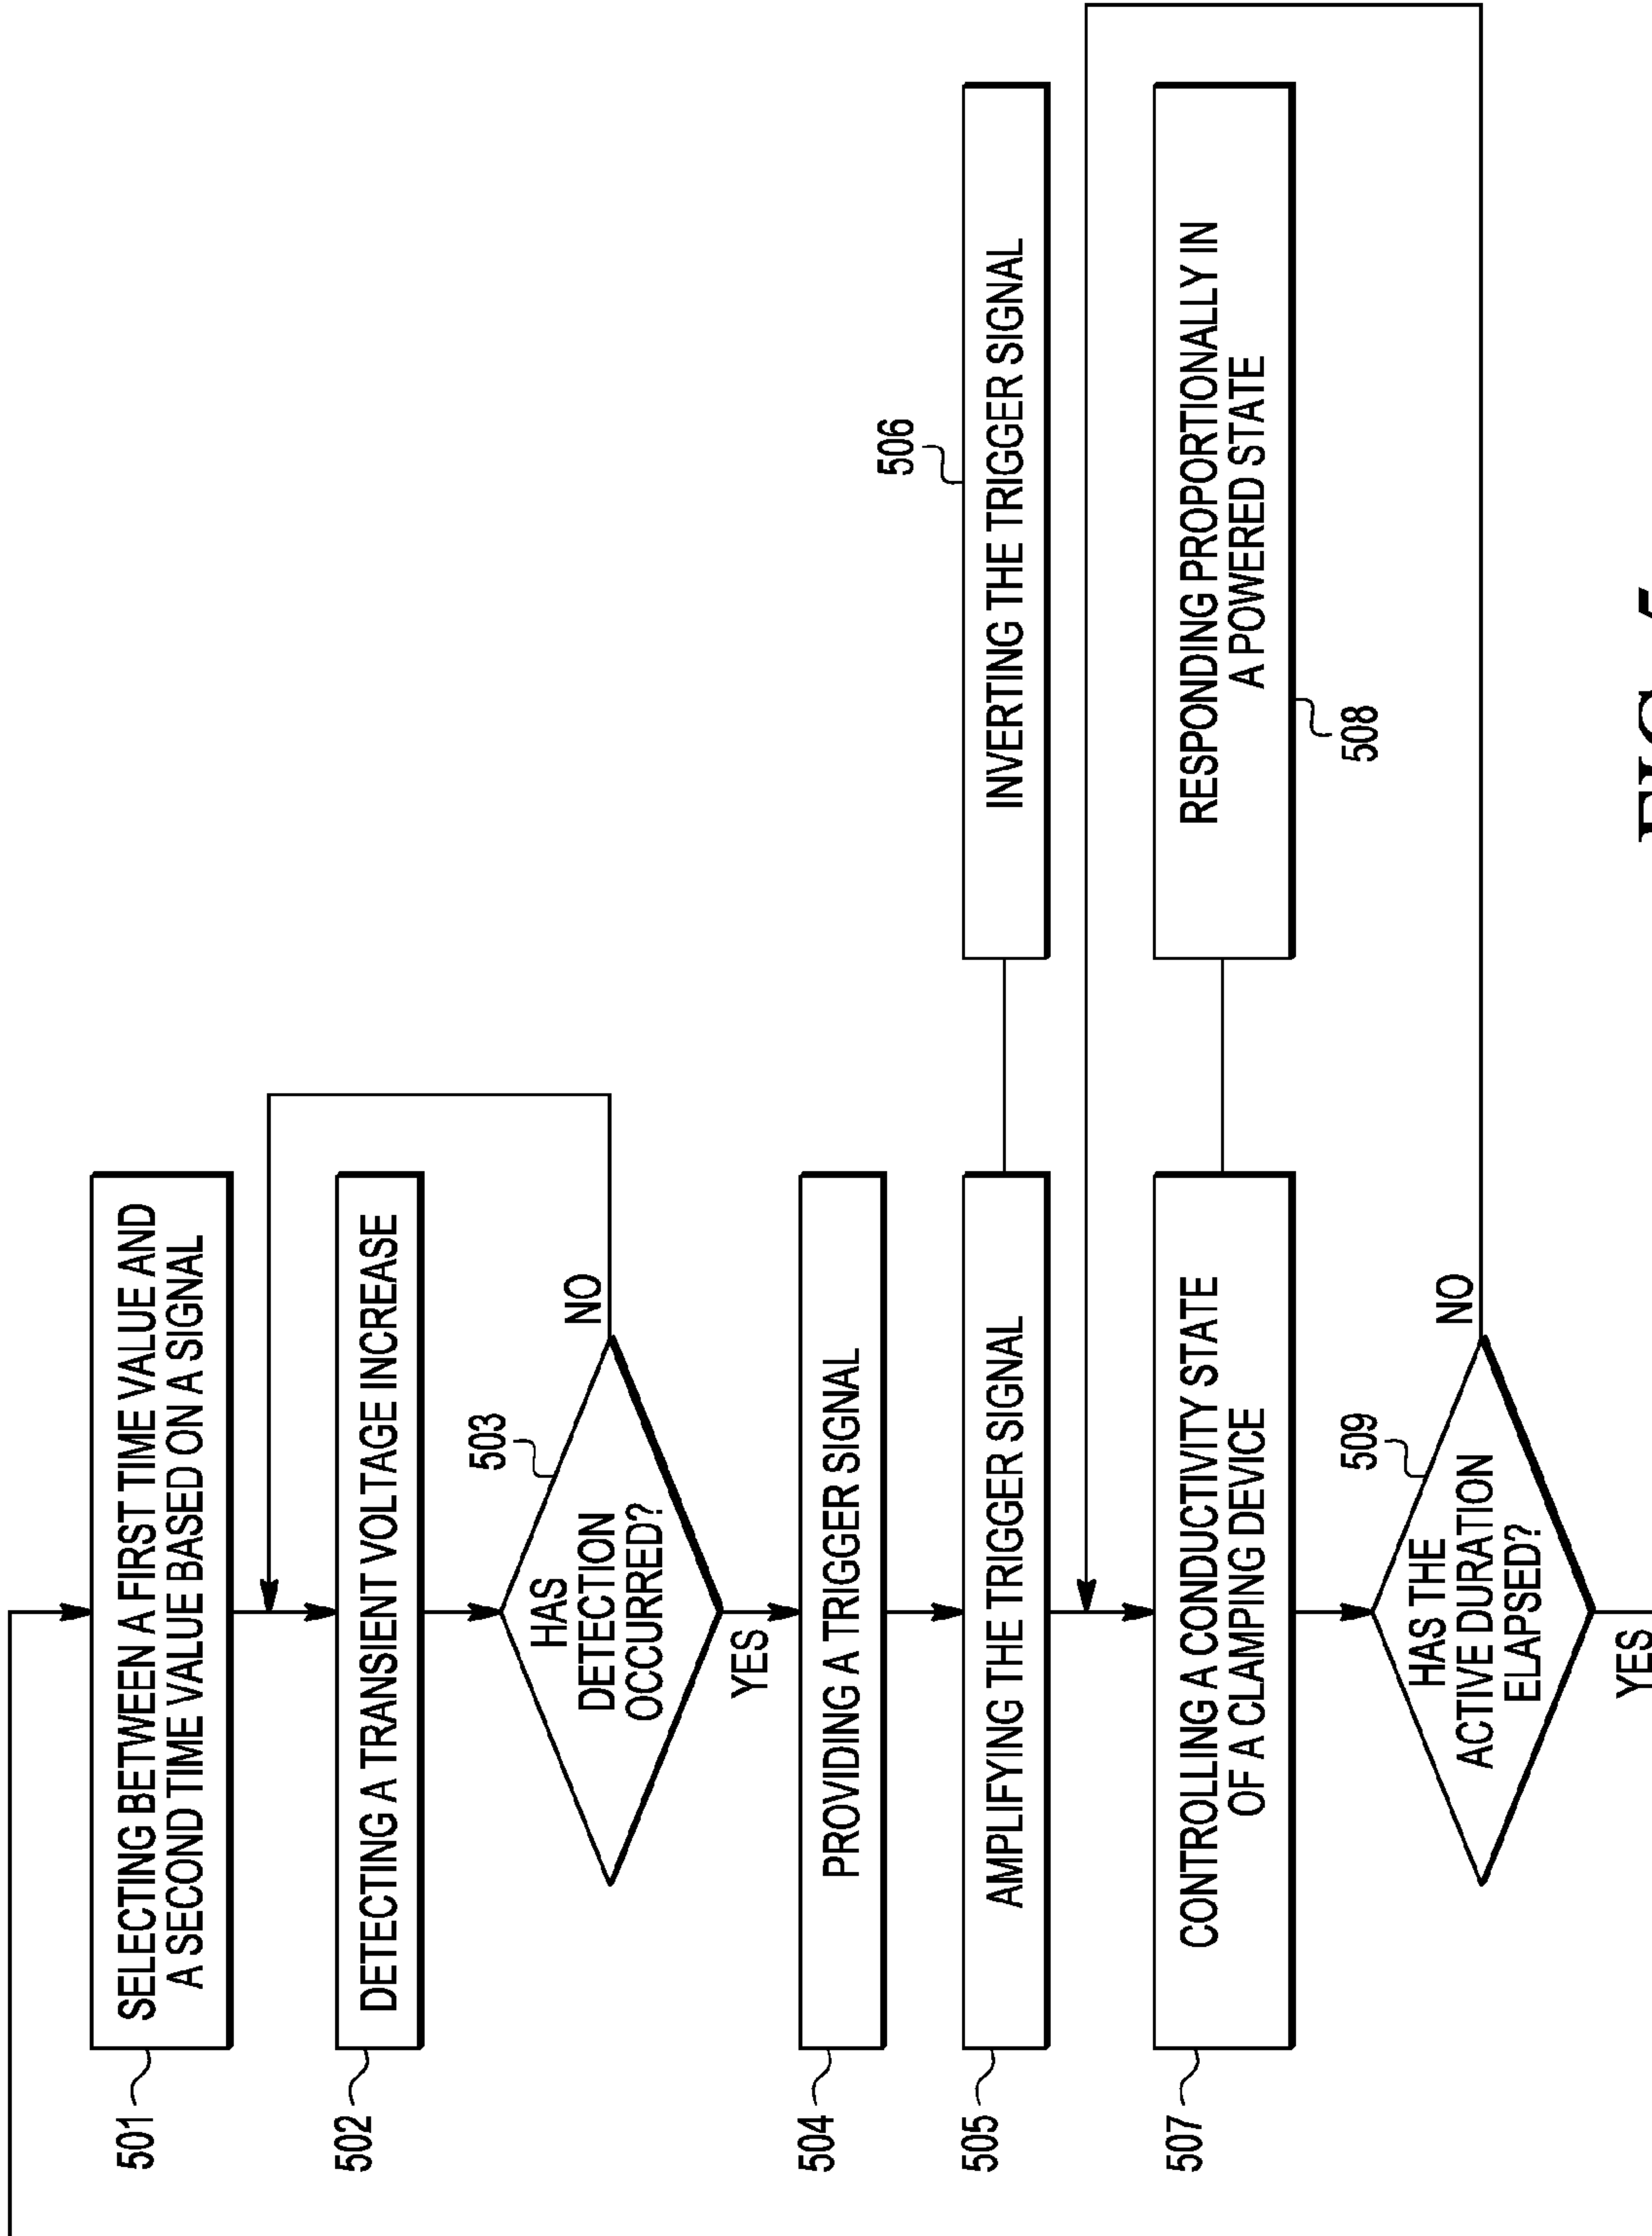 501
SELECTING BETWEEN A FIRST TIME VALUE AND
A SECOND TIME VALUE BASED ON A SIGNAL
502
DETECTING A TRANSIENT VOLTAGE INCREASE
503
HAS
DETECTION
OCCURRED?
NO
YES
504
PROVIDING A TRIGGER SIGNAL
505
AMPLIFYING THE TRIGGER SIGNAL
506
INVERTING THE TRIGGER SIGNAL
507
CONTROLLING A CONDUCTIVITY STATE
OF A CLAMPING DEVICE
508
RESPONDING PROPORTIONALLY IN
A POWERED STATE
509
HAS THE
ACTIVE DURATION
ELAPSED?
NO
YES